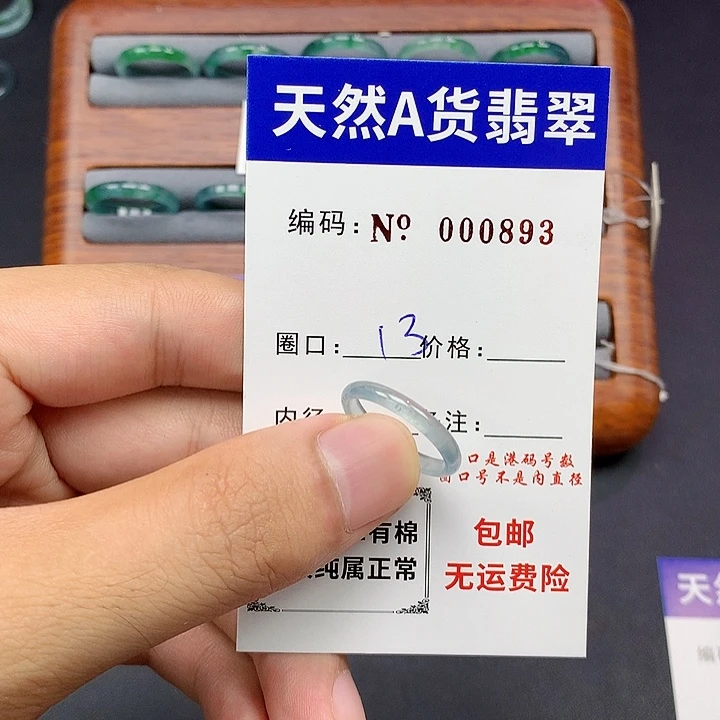 天然A货翡翠
编码: Nº 000893
圈口: 13 价格:
内径 注:
口是港码号数
圈口号不是内直径
有棉
纯属正常
包邮
无运费险
天
编